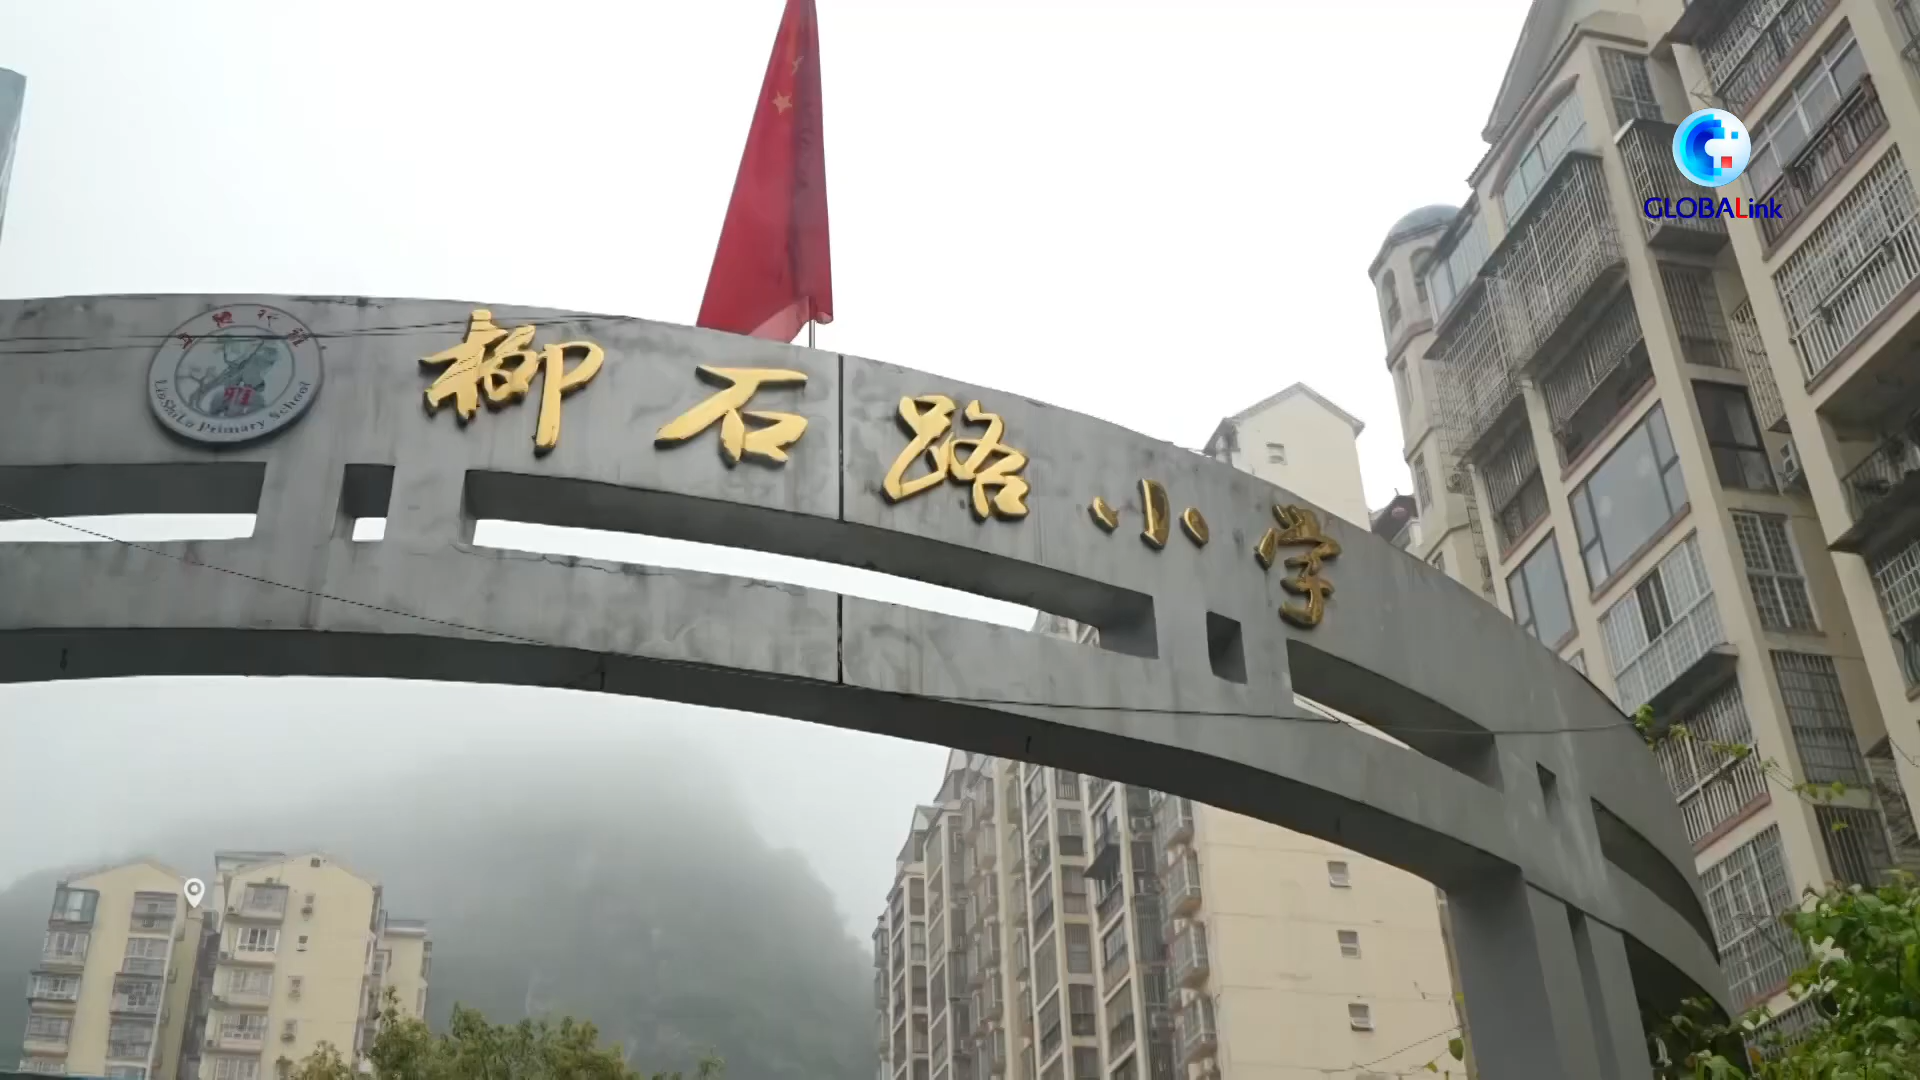 柳石路小学
LiuShiLu Primary School
GLOBALink